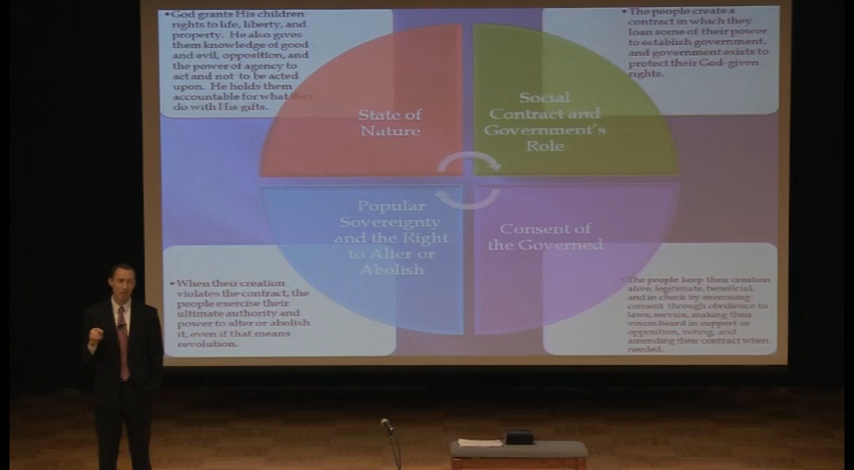 •God grants His children
rights to life, liberty, and
property. He also gives
them knowledge of good
and evil, opposition, and
the power of agency to
act and not to be acted
upon. He holds them
accountable for what they
do with His gifts.
•The people create a
contract in which they
loan some of their power
to establish government,
and government exists to
protect their God-given
rights.
State of
Nature
Social
Contract and
Government's
Role
Popular
Sovereignty
and the Right
to Alter or
Abolish
Consent of
the Governed
•When their creation
violates the contract, the
people exercise their
ultimate authority and
power to alter or abolish
it, even if that means
revolution.
•The people keep their creation
alive, legitimate, beneficial,
and in check by exercising
consent through obedience to
laws, service, making their
voices heard in support or
opposition, voting, and
amending their contract when
needed.